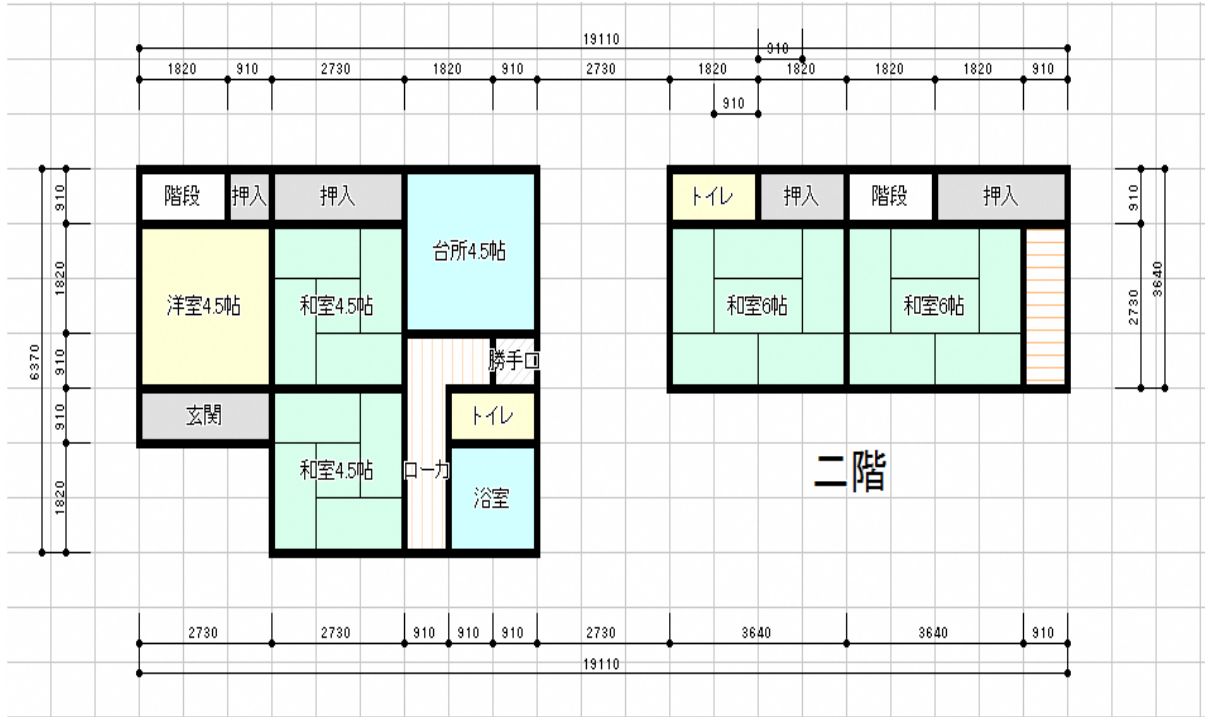 19110
910
1820 910 2730 1820 910 2730 1820 1820 1820 1820 910
910
階段 押入 押入 トイレ 押入 階段 押入
910 910
台所4.5帖
1820 洋室4.5帖 和室4.5帖 和室6帖 和室6帖 2730 3640
6370 910 勝手口
910 玄関 トイレ
1820 和室4.5帖 ローカ 浴室
二階
2730 2730 910 910 910 2730 3640 3640 910
19110